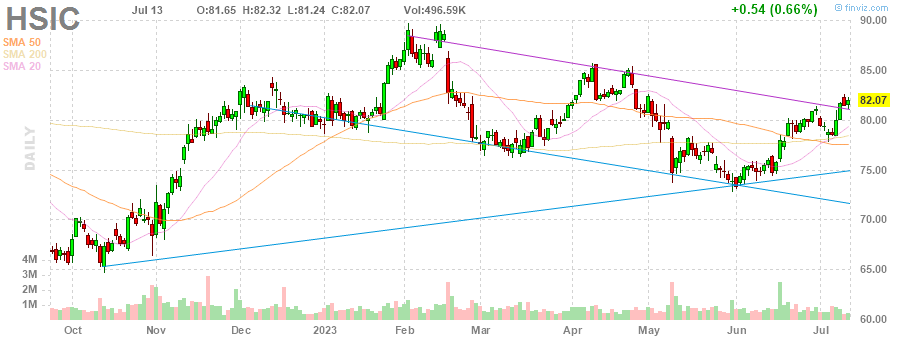 HSIC Jul 13 O:81.65 H:82.32 L:81.24 C:82.07 Vol:496.59K +0.54 (0.66%) © finviz.com
SMA 50
SMA 200
SMA 20
DAILY
90.00
85.00
82.07
80.00
75.00
70.00
65.00
60.00
4M
3M
2M
1M
Oct Nov Dec 2023 Feb Mar Apr May Jun Jul